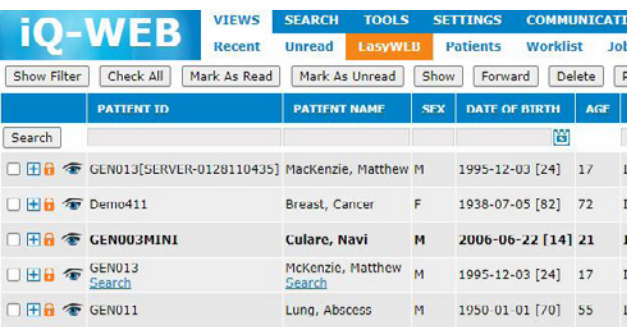 iQ-WEB
VIEWS SEARCH TOOLS SETTINGS
Recent Unread EasyWEB Patients Worklist
Show Filter Check All Mark As Read Mark As Unread Show Forward Delete
PATIENT ID PATIENT NAME SEX DATE OF BIRTH AGE
Search
GEN013[SERVER-0128110435] MacKenzie, Matthew M 1995-12-03 [24] 17
Demo411 Breast, Cancer F 1938-07-05 [82] 72
GEN003MINI Culare, Navi M 2006-06-22 [14] 21
GEN013 McKenzie, Matthew M 1995-12-03 [24] 17
Search Search
GEN011 Lung, Abscess M 1950-01-01 [70] 55